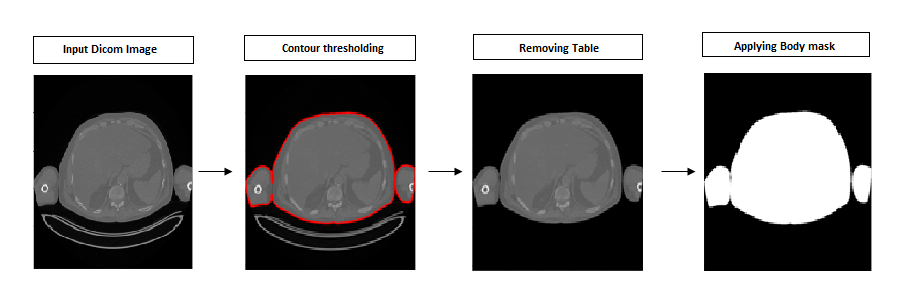 Input Dicom Image
Contour thresholding
Removing Table
Applying Body mask